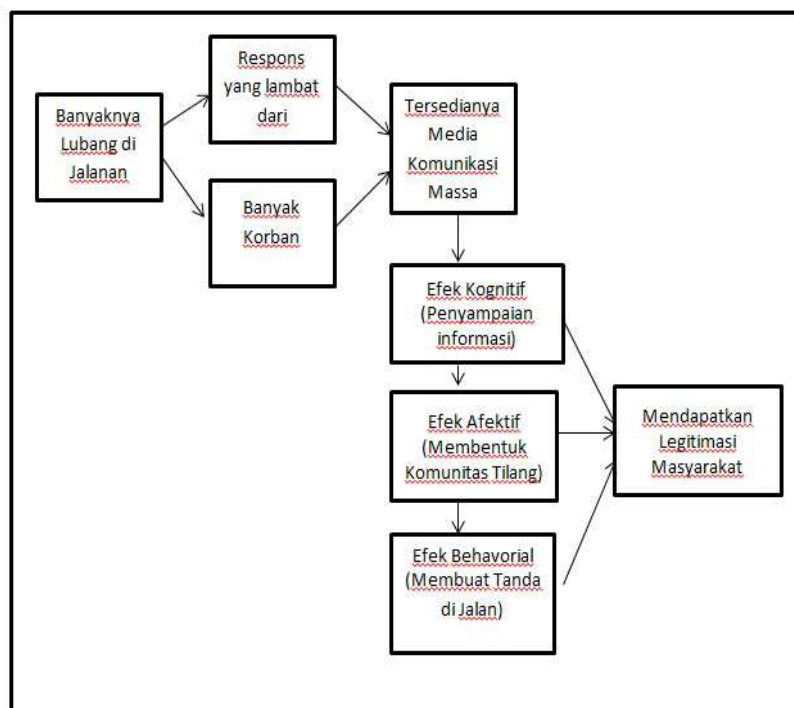 Banyaknya
Lubang di
Jalanan
Respons
yang lambat
dari
Banyak
Korban
Tersedianya
Media
Komunikasi
Massa
Efek Kognitif
(Penyampaian
informasi)
Efek Afektif
(Membentuk
Komunitas Tilang)
Efek Behavorial
(Membuat Tanda
di Jalan)
Mendapatkan
Legitimasi
Masyarakat